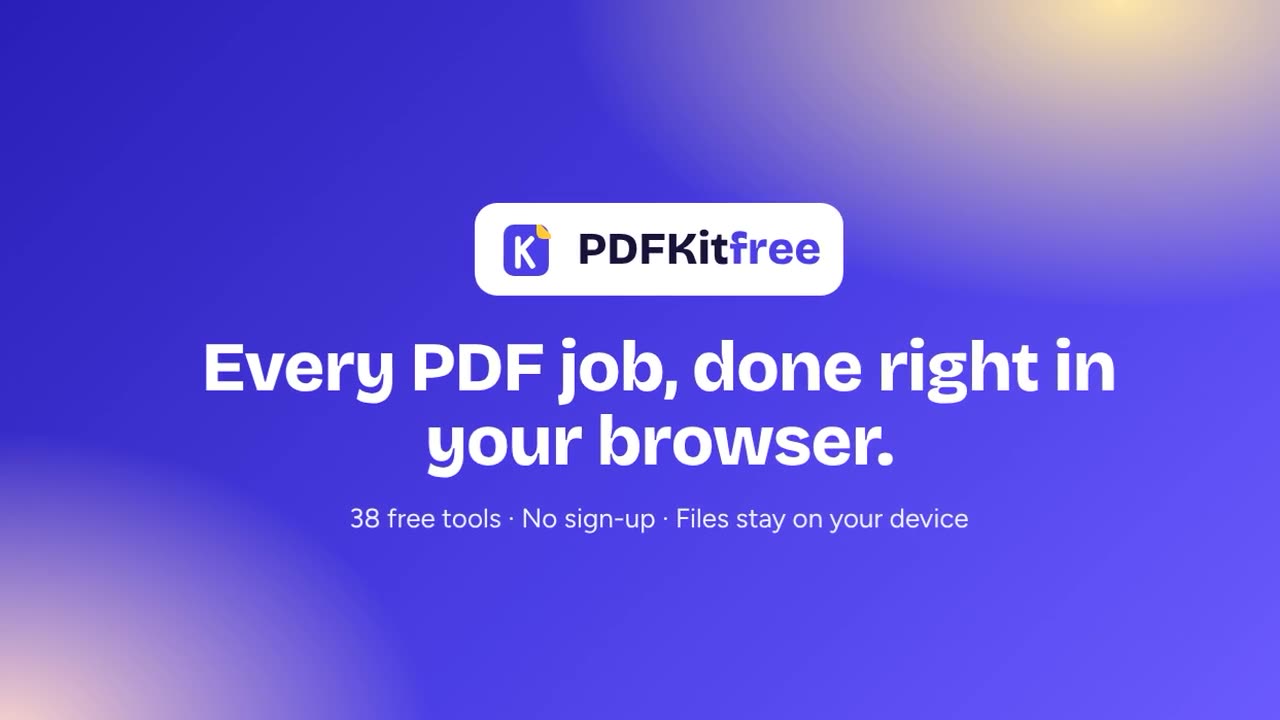 K PDFKitfree
Every PDF job, done right in
your browser.
38 free tools · No sign-up · Files stay on your device